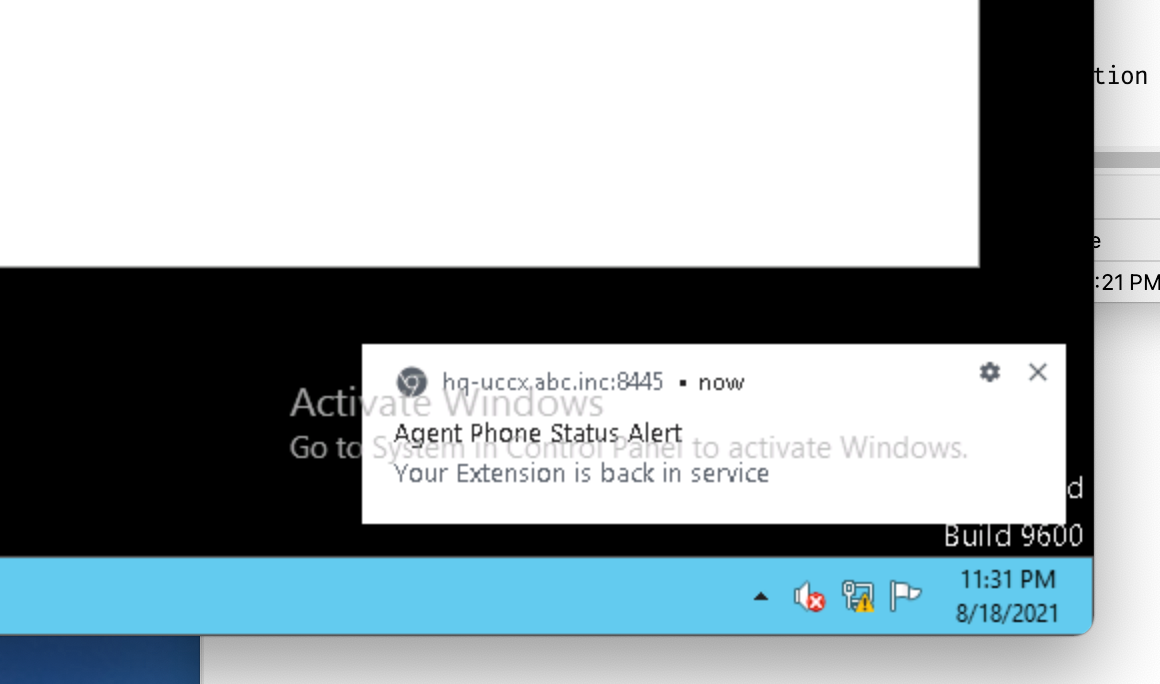 tion
e
:21 PM
hq-uccx.abc.inc:8445 ▪ now
Activate Windows
Agent Phone Status Alert
Go to System in Control Panel to activate Windows.
Your Extension is back in service
d
Build 9600
11:31 PM
8/18/2021